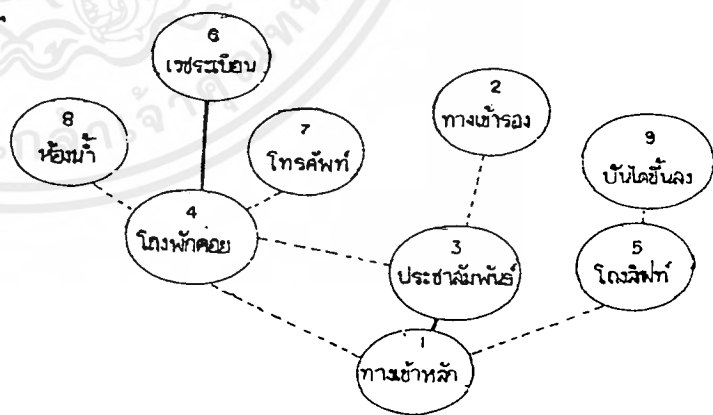 6
เวชระเบียน
2
ทางเข้ารอง
8
ห้องน้ำ
7
โทรศัพท์
9
บันไดขึ้นลง
4
โถงพักคอย
3
ประชาสัมพันธ์
5
โถงลิฟท์
1
ทางเข้าหลัก